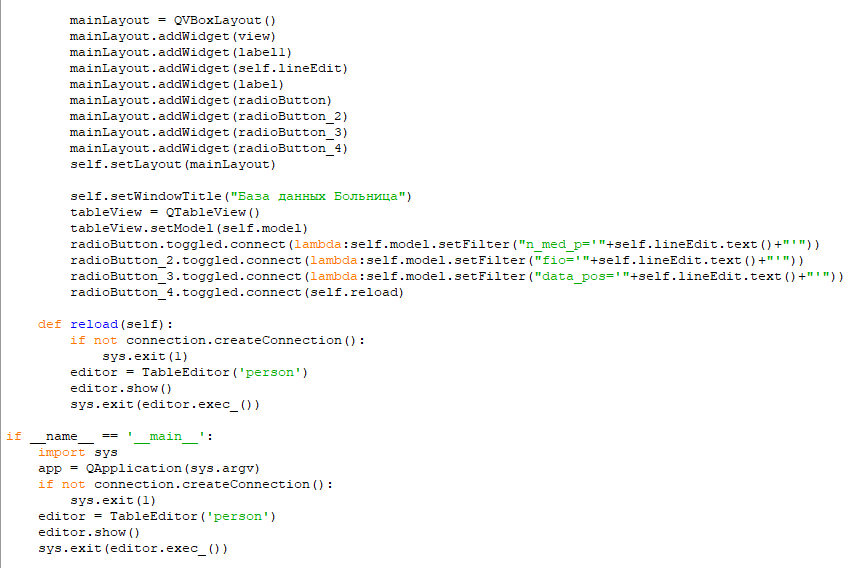 mainLayout = QVBoxLayout()
mainLayout.addWidget(view)
mainLayout.addWidget(label1)
mainLayout.addWidget(self.lineEdit)
mainLayout.addWidget(label)
mainLayout.addWidget(radioButton)
mainLayout.addWidget(radioButton_2)
mainLayout.addWidget(radioButton_3)
mainLayout.addWidget(radioButton_4)
self.setLayout(mainLayout)
self.setWindowTitle("База данных Больница")
tableView = QTableView()
tableView.setModel(self.model)
radioButton.toggled.connect(lambda:self.model.setFilter("n_med_p='"+self.lineEdit.text()+"'"))
radioButton_2.toggled.connect(lambda:self.model.setFilter("fio='"+self.lineEdit.text()+"'"))
radioButton_3.toggled.connect(lambda:self.model.setFilter("data_pos='"+self.lineEdit.text()+"'"))
radioButton_4.toggled.connect(self.reload)
def reload(self):
if not connection.createConnection():
sys.exit(1)
editor = TableEditor('person')
editor.show()
sys.exit(editor.exec_())
if __name__ == '__main__':
import sys
app = QApplication(sys.argv)
if not connection.createConnection():
sys.exit(1)
editor = TableEditor('person')
editor.show()
sys.exit(editor.exec_())